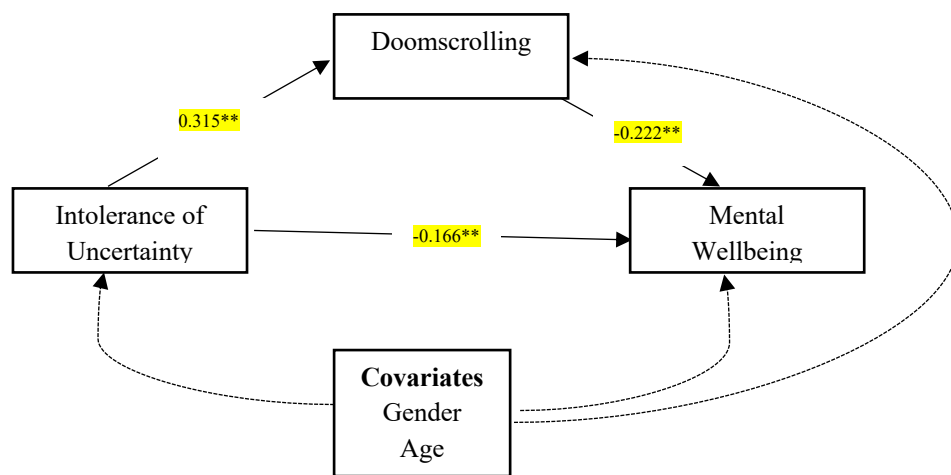 Doomscrolling
0.315**
-0.222**
Intolerance of
Uncertainty
-0.166**
Mental
Wellbeing
Covariates
Gender
Age